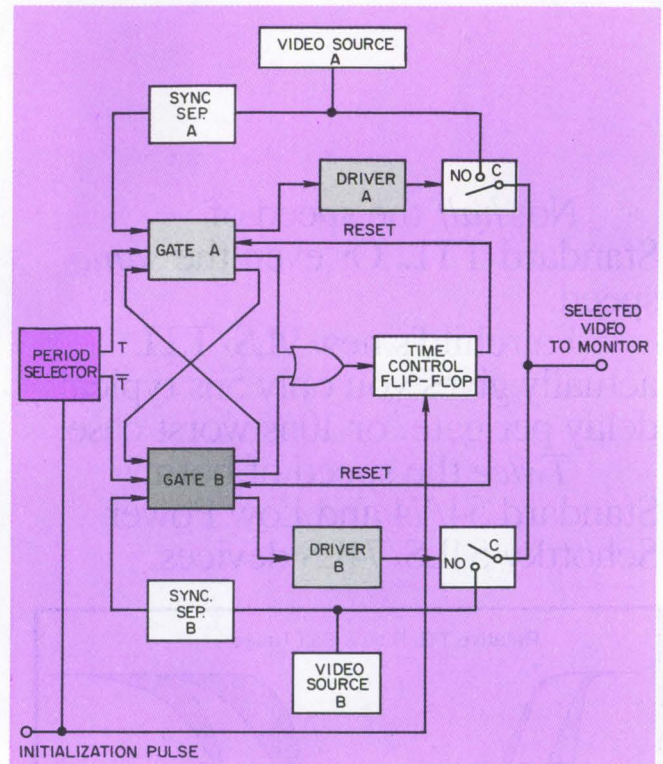 VIDEO SOURCE
A
SYNC
SEP.
A
NO
C
DRIVER
A
RESET
GATE A
SELECTED
VIDEO TO MONITOR
PERIOD
SELECTOR
T
T̅
TIME
CONTROL
FLIP-FLOP
GATE B
RESET
DRIVER
B
NO
C
SYNC.
SEP.
B
VIDEO
SOURCE
B
INITIALIZATION PULSE